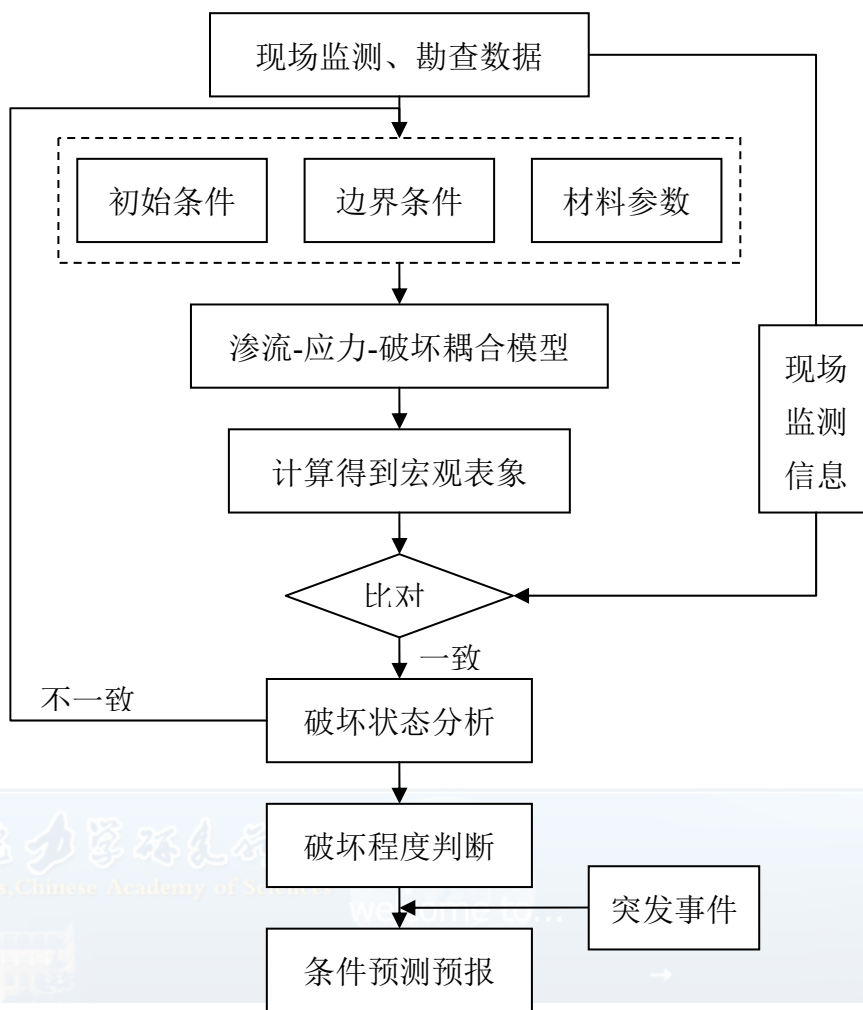 现场监测、勘查数据
初始条件
边界条件
材料参数
渗流-应力-破坏耦合模型
现场
监测
信息
计算得到宏观表象
比对
一致
不一致
破坏状态分析
破坏程度判断
s,Chinese Academy of Sciences
welcome to...
突发事件
条件预测预报